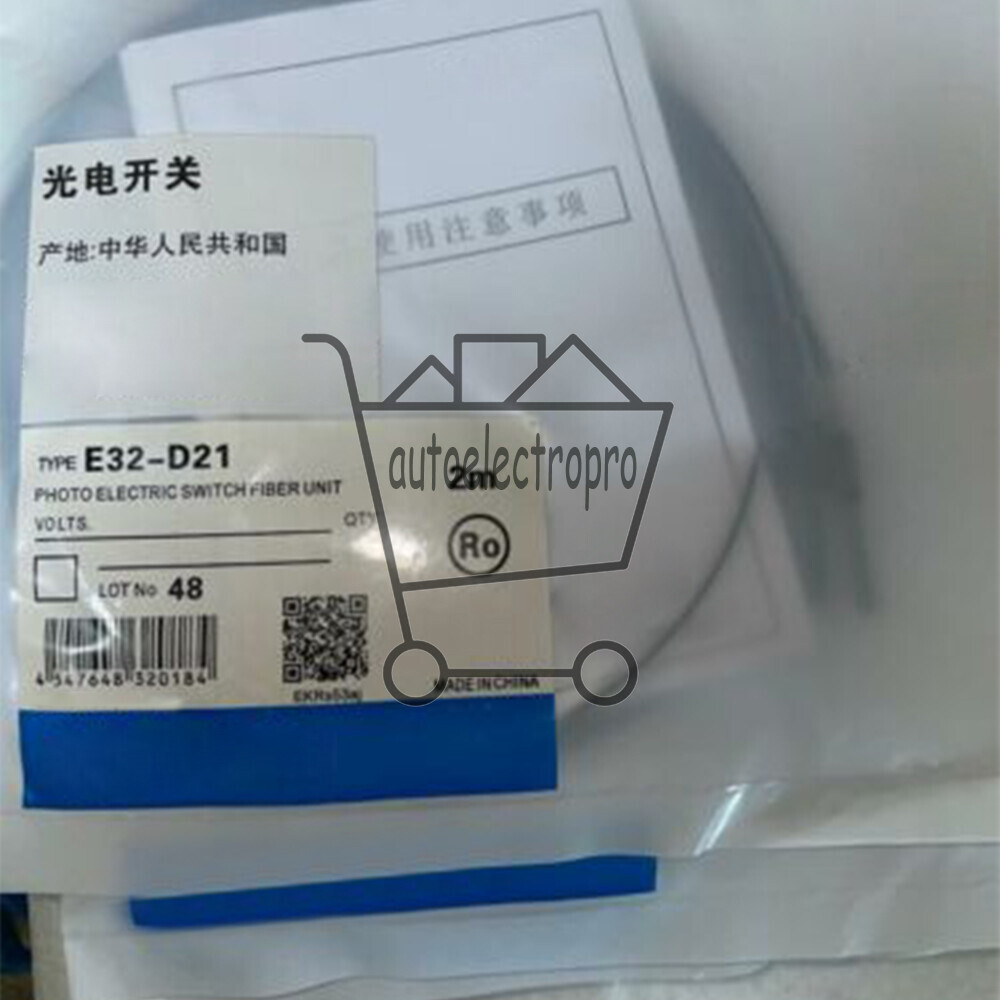 光电开关
产地:中华人民共和国
使用注意事项
TYPE E32-D21
2m
PHOTO ELECTRIC SWITCH FIBER UNIT
VOLTS.
QTY
Ro
LOT No 48
4 547648 320184
MADE IN CHINA
autoelectropro